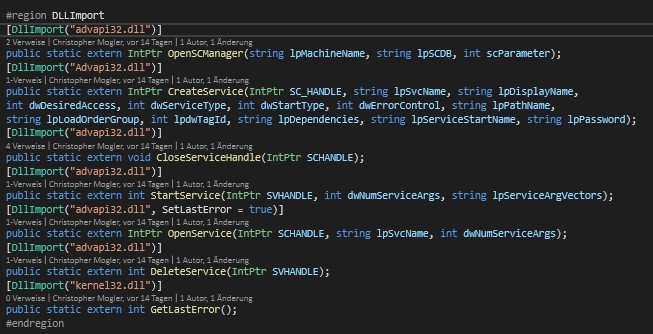 #region DLLImport
[DllImport("advapi32.dll")]
2 Verweise | Christopher Mogler, vor 14 Tagen | 1 Autor, 1 Änderung
public static extern IntPtr OpenSCManager(string lpMachineName, string lpSCDB, int scParameter);
[DllImport("Advapi32.dll")]
1-Verweis | Christopher Mogler, vor 14 Tagen | 1 Autor, 1 Änderung
public static extern IntPtr CreateService(IntPtr SC_HANDLE, string lpSvcName, string lpDisplayName,
int dwDesiredAccess, int dwServiceType, int dwStartType, int dwErrorControl, string lpPathName,
string lpLoadOrderGroup, int lpdwTagId, string lpDependencies, string lpServiceStartName, string lpPassword);
[DllImport("advapi32.dll")]
4 Verweise | Christopher Mogler, vor 14 Tagen | 1 Autor, 1 Änderung
public static extern void CloseServiceHandle(IntPtr SCHANDLE);
[DllImport("advapi32.dll")]
1-Verweis | Christopher Mogler, vor 14 Tagen | 1 Autor, 1 Änderung
public static extern int StartService(IntPtr SVHANDLE, int dwNumServiceArgs, string lpServiceArgVectors);
[DllImport("advapi32.dll", SetLastError = true)]
1-Verweis | Christopher Mogler, vor 14 Tagen | 1 Autor, 1 Änderung
public static extern IntPtr OpenService(IntPtr SCHANDLE, string lpSvcName, int dwNumServiceArgs);
[DllImport("advapi32.dll")]
1-Verweis | Christopher Mogler, vor 14 Tagen | 1 Autor, 1 Änderung
public static extern int DeleteService(IntPtr SVHANDLE);
[DllImport("kernel32.dll")]
0 Verweise | Christopher Mogler, vor 14 Tagen | 1 Autor, 1 Änderung
public static extern int GetLastError();
#endregion